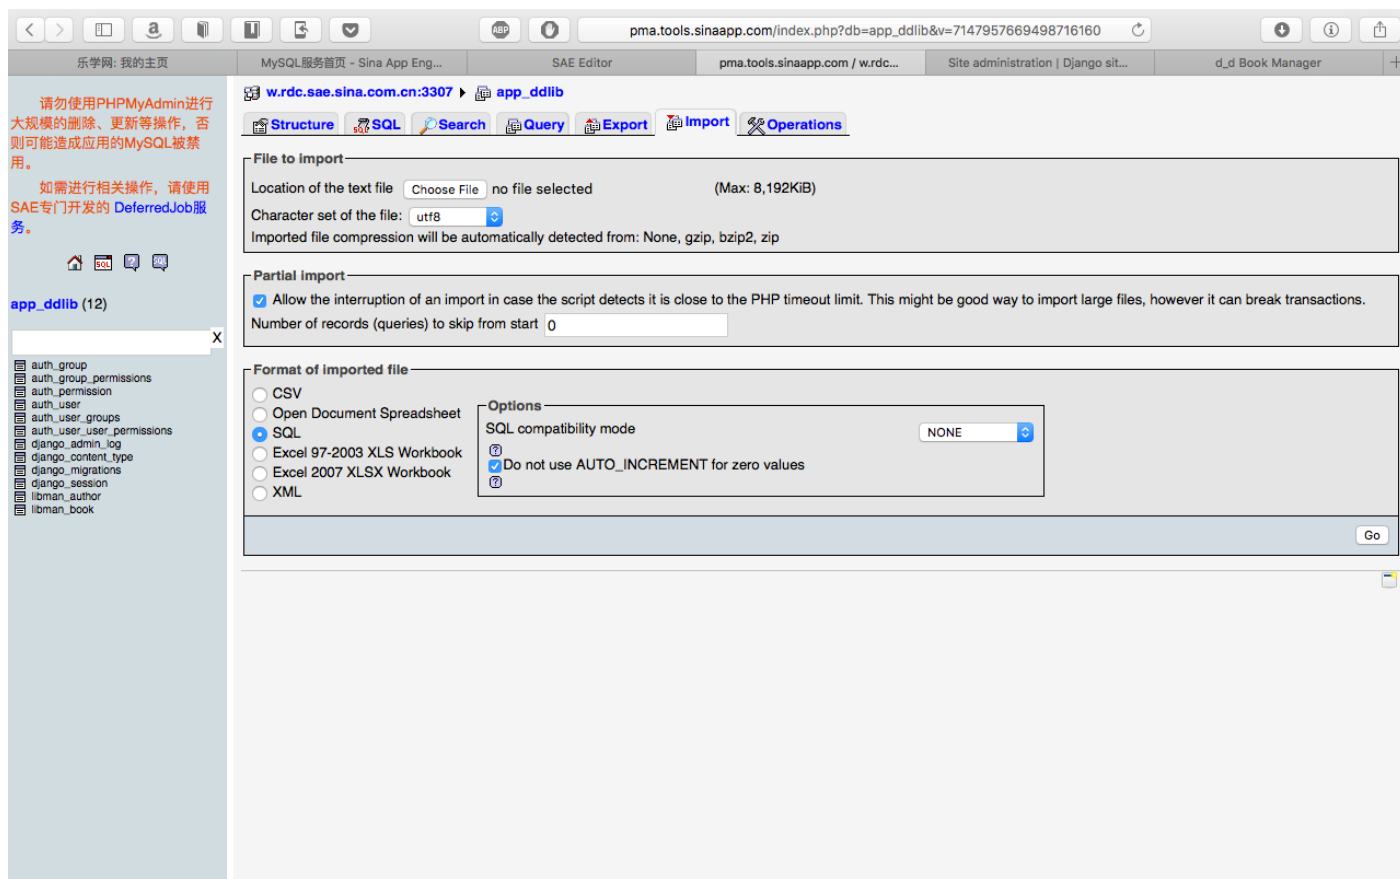 pma.tools.sinaapp.com/index.php?db=app_ddlib&v=7147957669498716160
乐学网: 我的主页
MySQL服务首页 - Sina App Eng...
SAE Editor
pma.tools.sinaapp.com / w.rdc...
Site administration | Django sit...
d_d Book Manager
请勿使用PHPMyAdmin进行
大规模的删除、更新等操作，否
则可能造成应用的MySQL被禁
用。
如需进行相关操作，请使用
SAE专门开发的 DeferredJob服
务。
app_ddlib (12)
X
auth_group
auth_group_permissions
auth_permission
auth_user
auth_user_groups
auth_user_user_permissions
django_admin_log
django_content_type
django_migrations
django_session
libman_author
libman_book
w.rdc.sae.sina.com.cn:3307 app_ddlib
Structure SQL Search Query Export Import Operations
File to import
Location of the text file Choose File no file selected (Max: 8,192KiB)
Character set of the file: utf8
Imported file compression will be automatically detected from: None, gzip, bzip2, zip
Partial import
Allow the interruption of an import in case the script detects it is close to the PHP timeout limit. This might be good way to import large files, however it can break transactions.
Number of records (queries) to skip from start 0
Format of imported file
CSV
Open Document Spreadsheet
SQL
Excel 97-2003 XLS Workbook
Excel 2007 XLSX Workbook
XML
Options
SQL compatibility mode NONE
Do not use AUTO_INCREMENT for zero values
Go